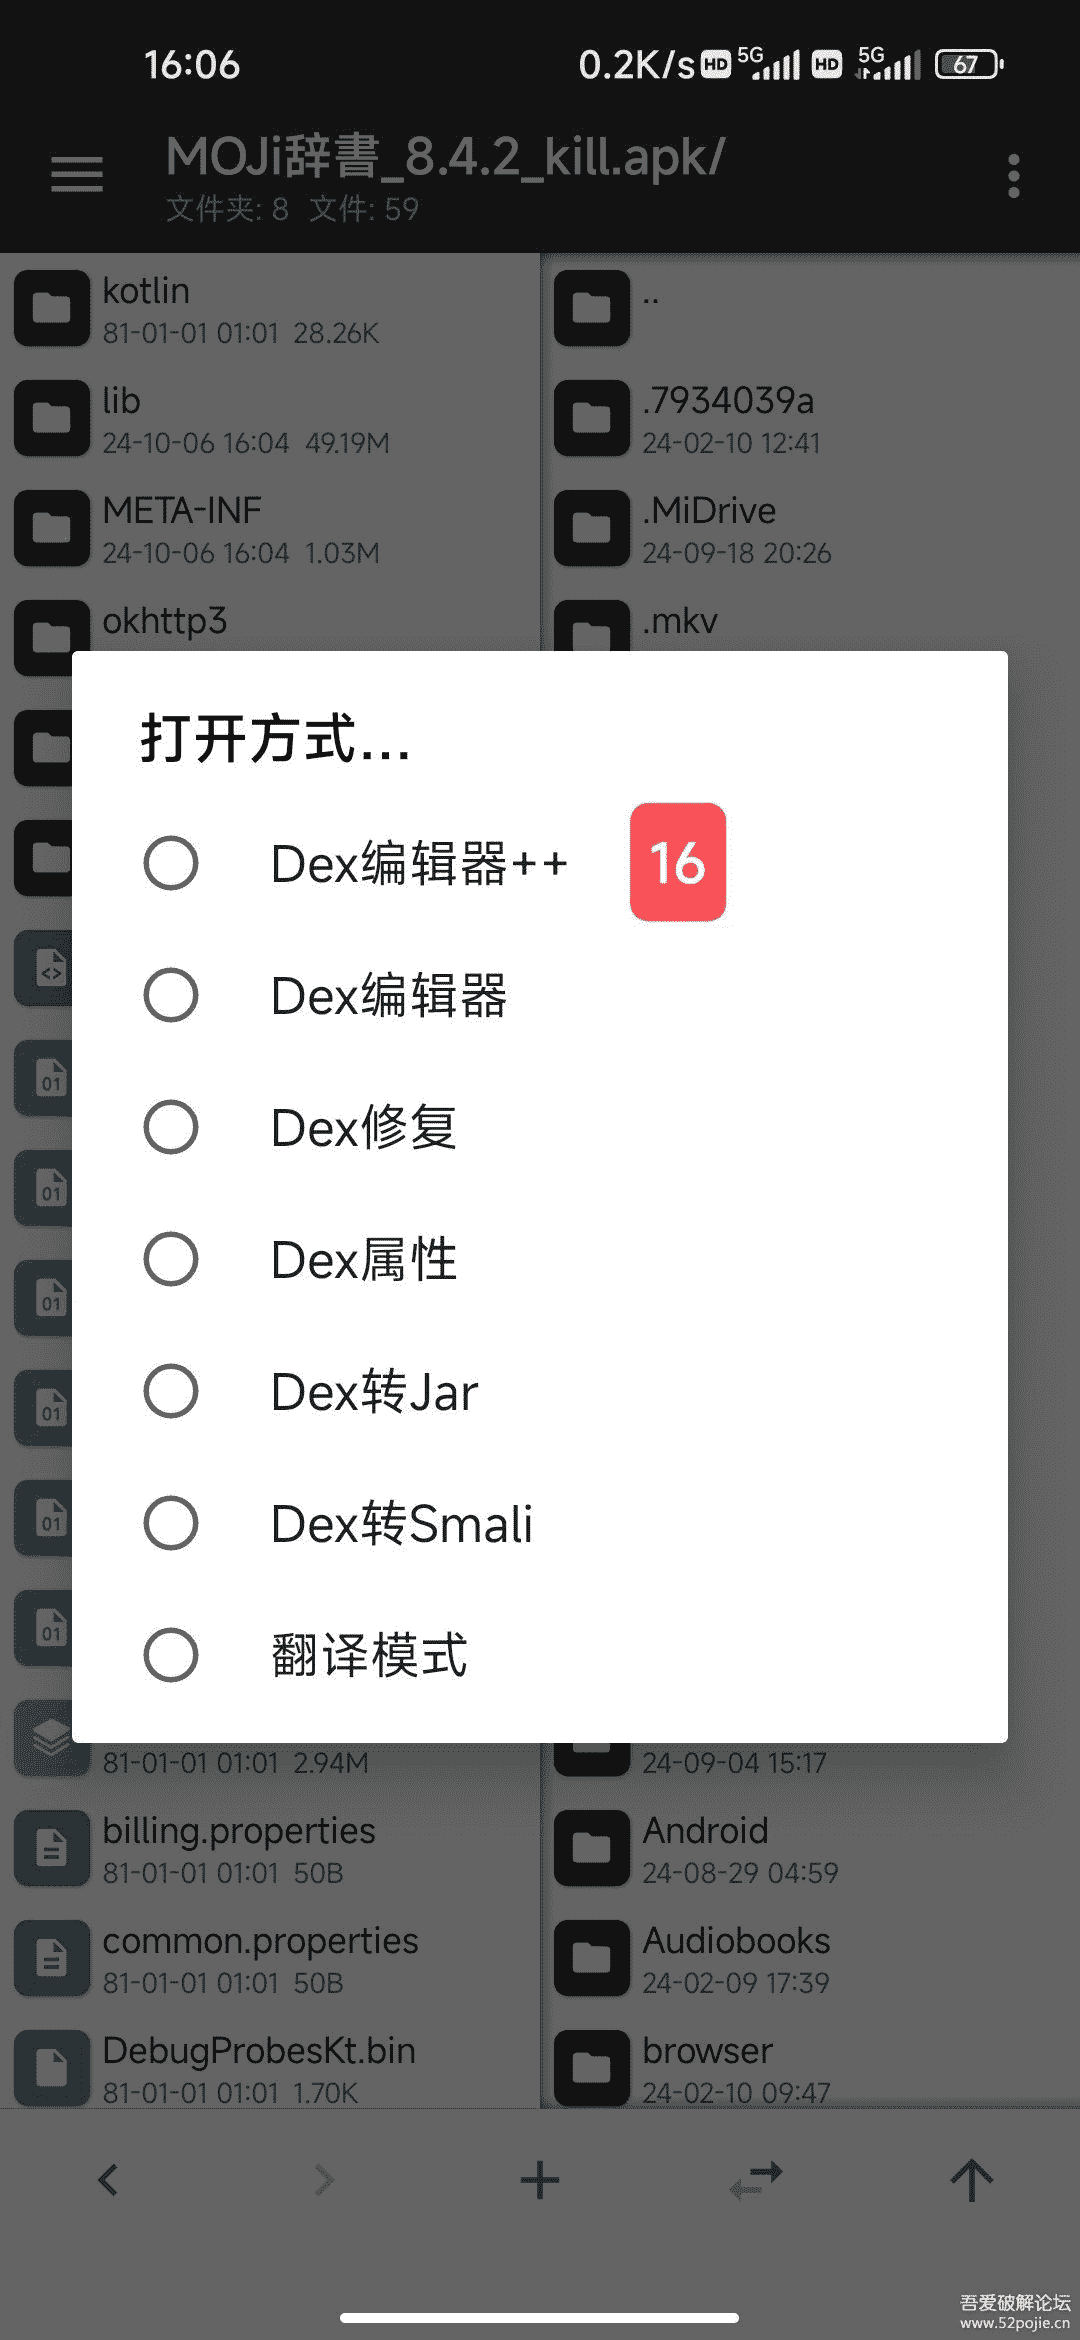 16:06 0.2K/s HD 5G HD 5G 67
MOJi辞書_8.4.2_kill.apk/
文件夹: 8 文件: 59
kotlin
81-01-01 01:01 28.26K
lib
24-10-06 16:04 49.19M
META-INF
24-10-06 16:04 1.03M
okhttp3
..
.7934039a
24-02-10 12:41
.MiDrive
24-09-18 20:26
.mkv
打开方式...
Dex编辑器++ 16
Dex编辑器
Dex修复
Dex属性
Dex转Jar
Dex转Smali
翻译模式
<>
01
01
01
01
01
01
81-01-01 01:01 2.94M
billing.properties
81-01-01 01:01 50B
common.properties
81-01-01 01:01 50B
DebugProbesKt.bin
81-01-01 01:01 1.70K
24-09-04 15:17
Android
24-08-29 04:59
Audiobooks
24-02-09 17:39
browser
24-02-10 09:47
吾爱破解论坛
www.52pojie.cn